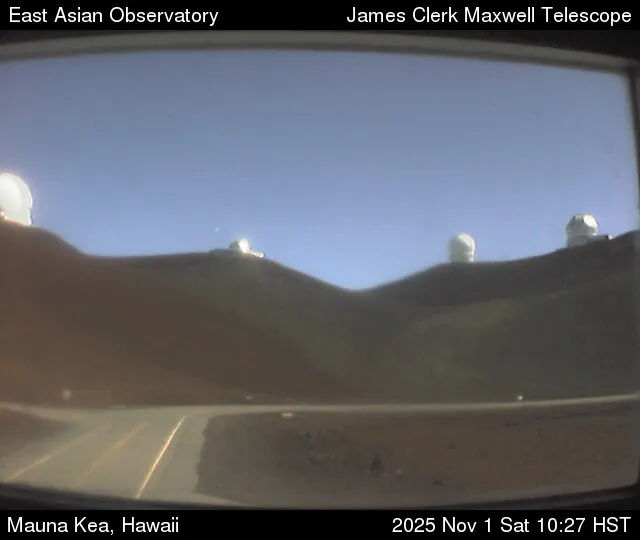 East Asian Observatory
James Clerk Maxwell Telescope
Mauna Kea, Hawaii
2025 Nov 1 Sat 10:27 HST